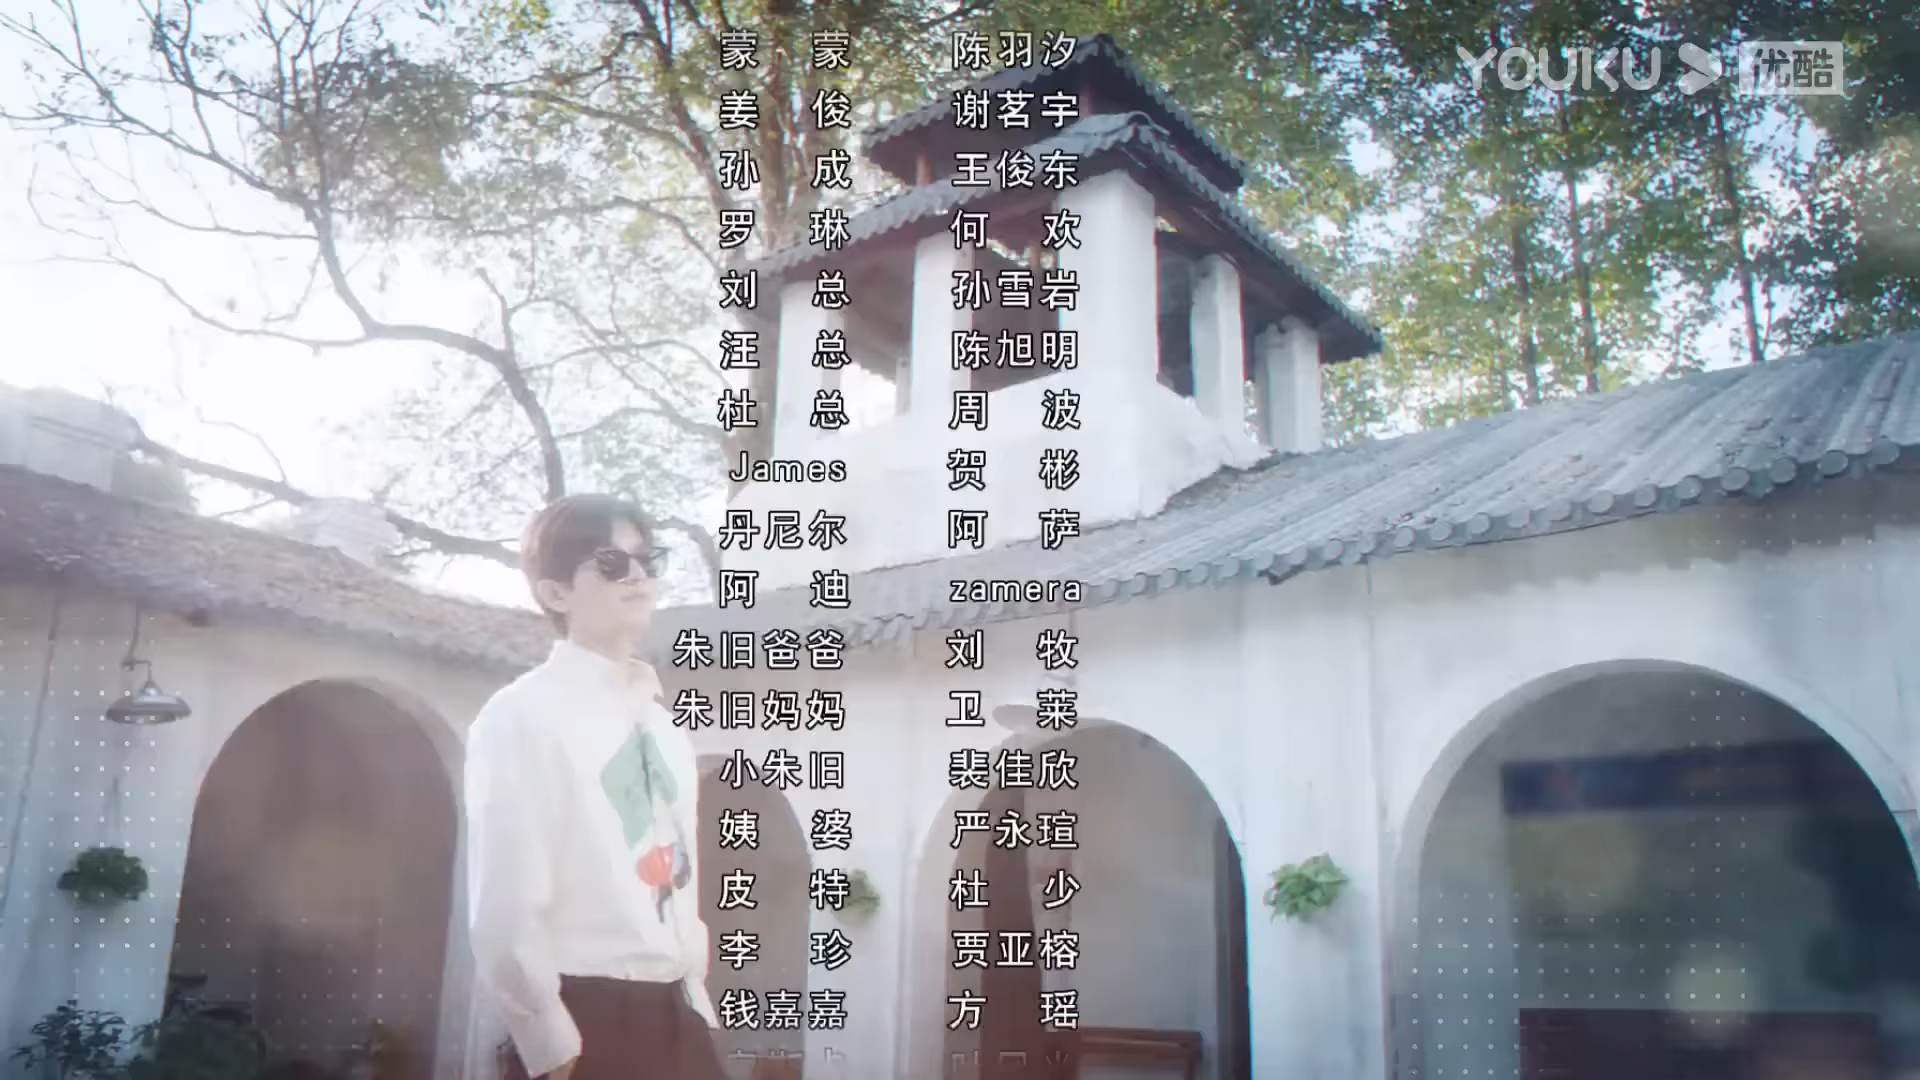 YOUKU 优酷
蒙蒙 陈羽汐
姜俊 谢茗宇
孙成 王俊东
罗琳 何欢
刘总 孙雪岩
汪总 陈旭明
杜总 周波
James 贺彬
丹尼尔 阿萨
阿迪 zamera
朱旧爸爸 刘牧
朱旧妈妈 卫莱
小朱旧 裴佳欣
姨婆 严永瑄
皮特 杜少
李珍 贾亚榕
钱嘉嘉 方瑶